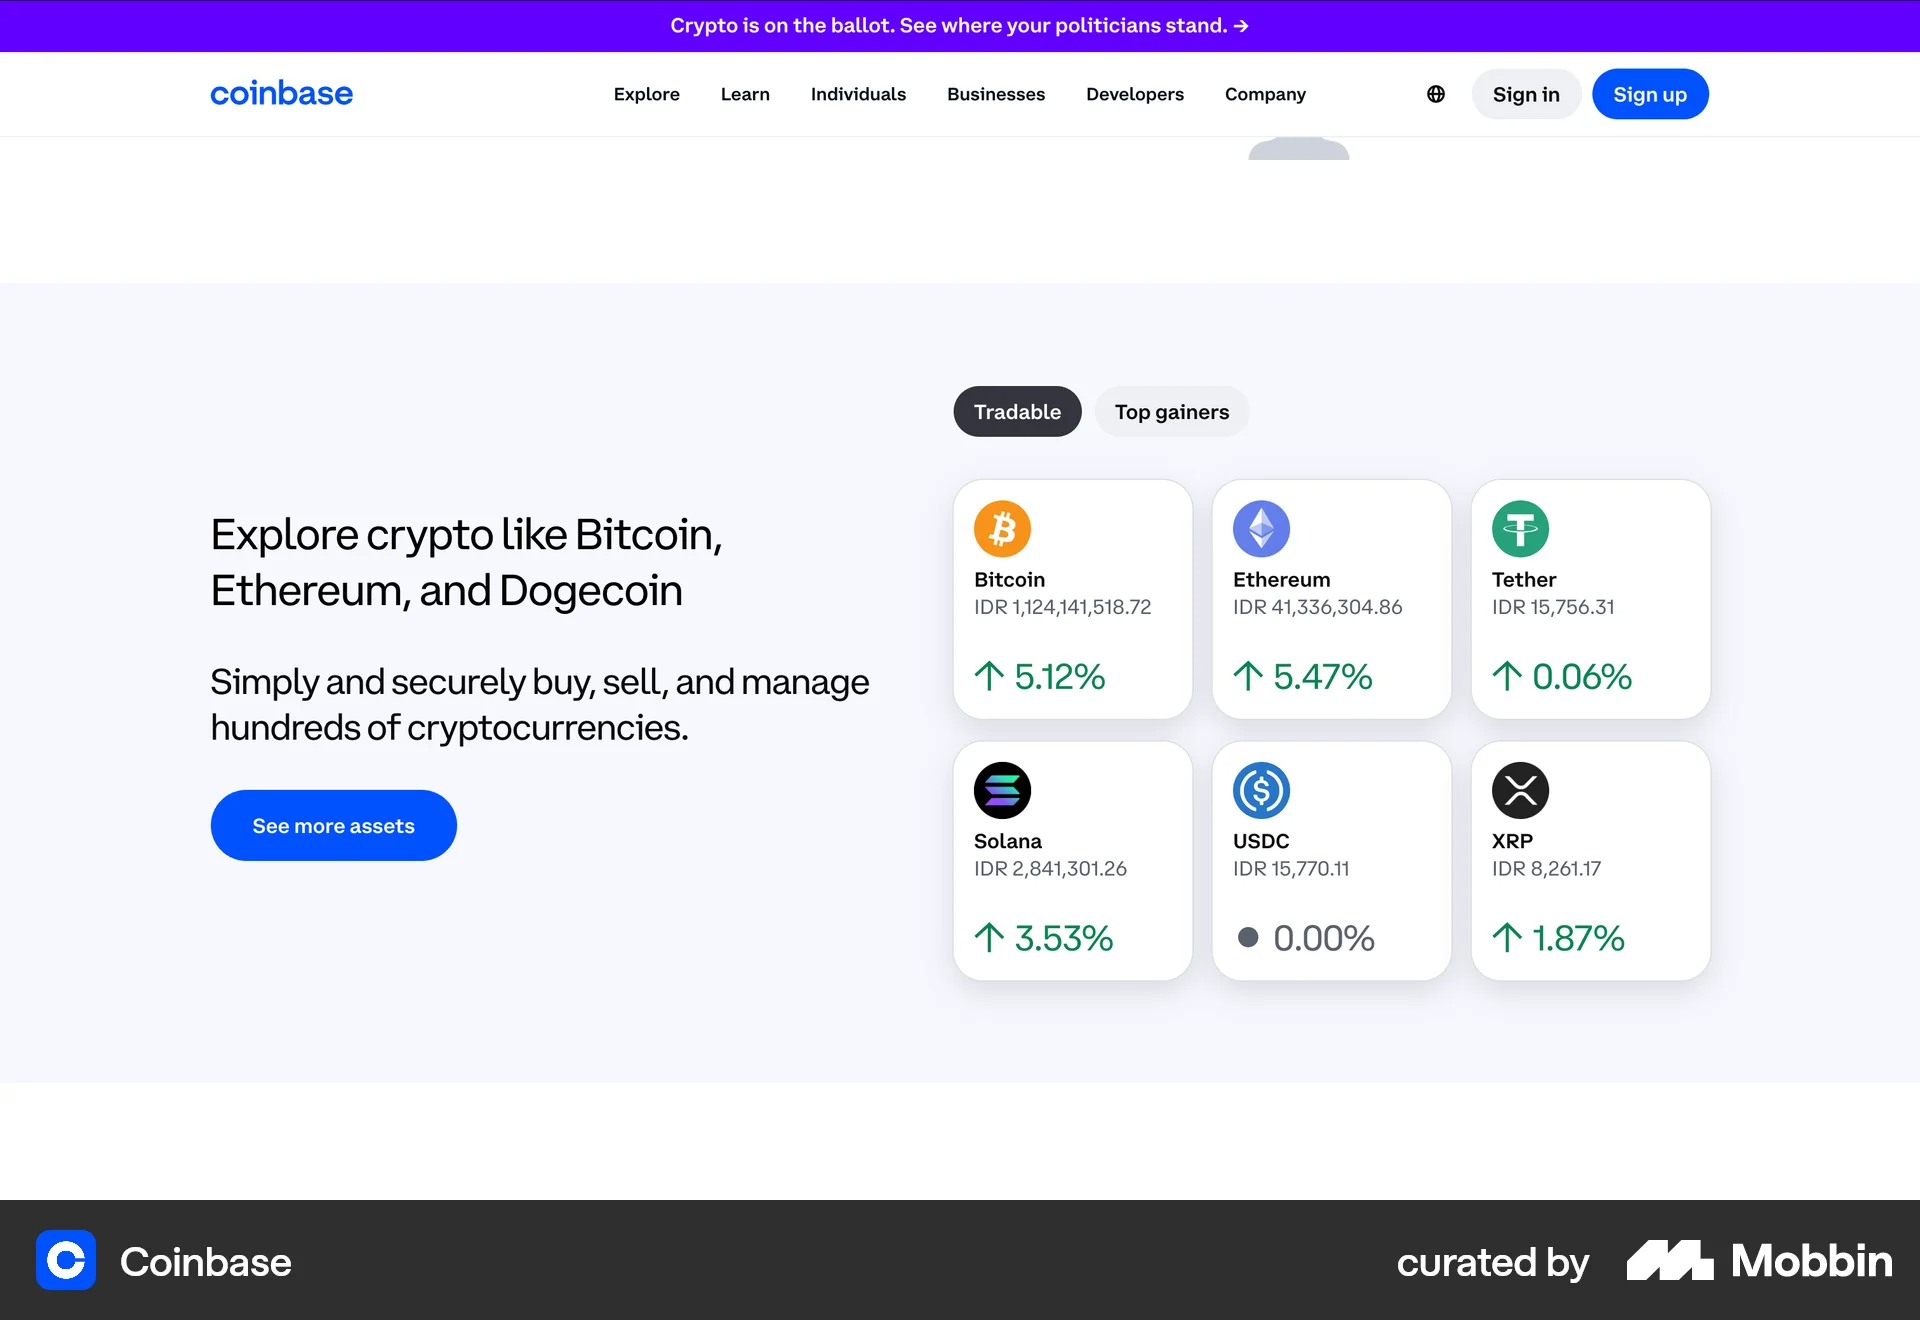 Crypto is on the ballot. See where your politicians stand. →
coinbase
Explore
Learn
Individuals
Businesses
Developers
Company
Sign in
Sign up
Explore crypto like Bitcoin,
Ethereum, and Dogecoin
Simply and securely buy, sell, and manage
hundreds of cryptocurrencies.
See more assets
Tradable
Top gainers
Bitcoin
IDR 1,124,141,518.72
↑ 5.12%
Ethereum
IDR 41,336,304.86
↑ 5.47%
Tether
IDR 15,756.31
↑ 0.06%
Solana
IDR 2,841,301.26
↑ 3.53%
USDC
IDR 15,770.11
0.00%
XRP
IDR 8,261.17
↑ 1.87%
Coinbase
curated by
Mobbin